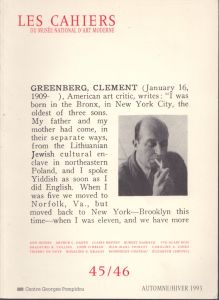 LES CAHIERS
DU MUSÉE NATIONAL D'ART MODERNE
GREENBERG, CLEMENT (January 16,
1909- ), American art critic, writes: "I was
born in the Bronx, in New York City, the
oldest of three sons.
My father and my
mother had come, in
their separate ways,
from the Lithuanian
Jewish cultural en-
clave in northeastern
Poland, and I spoke
Yiddish as soon as I
did English. When I
was five we moved to
Norfolk, Va., but
moved back to New York—Brooklyn this
time—when I was eleven, and we have more
45/46
Centre Georges Pompidou
AUTOMNE/HIVER 1993